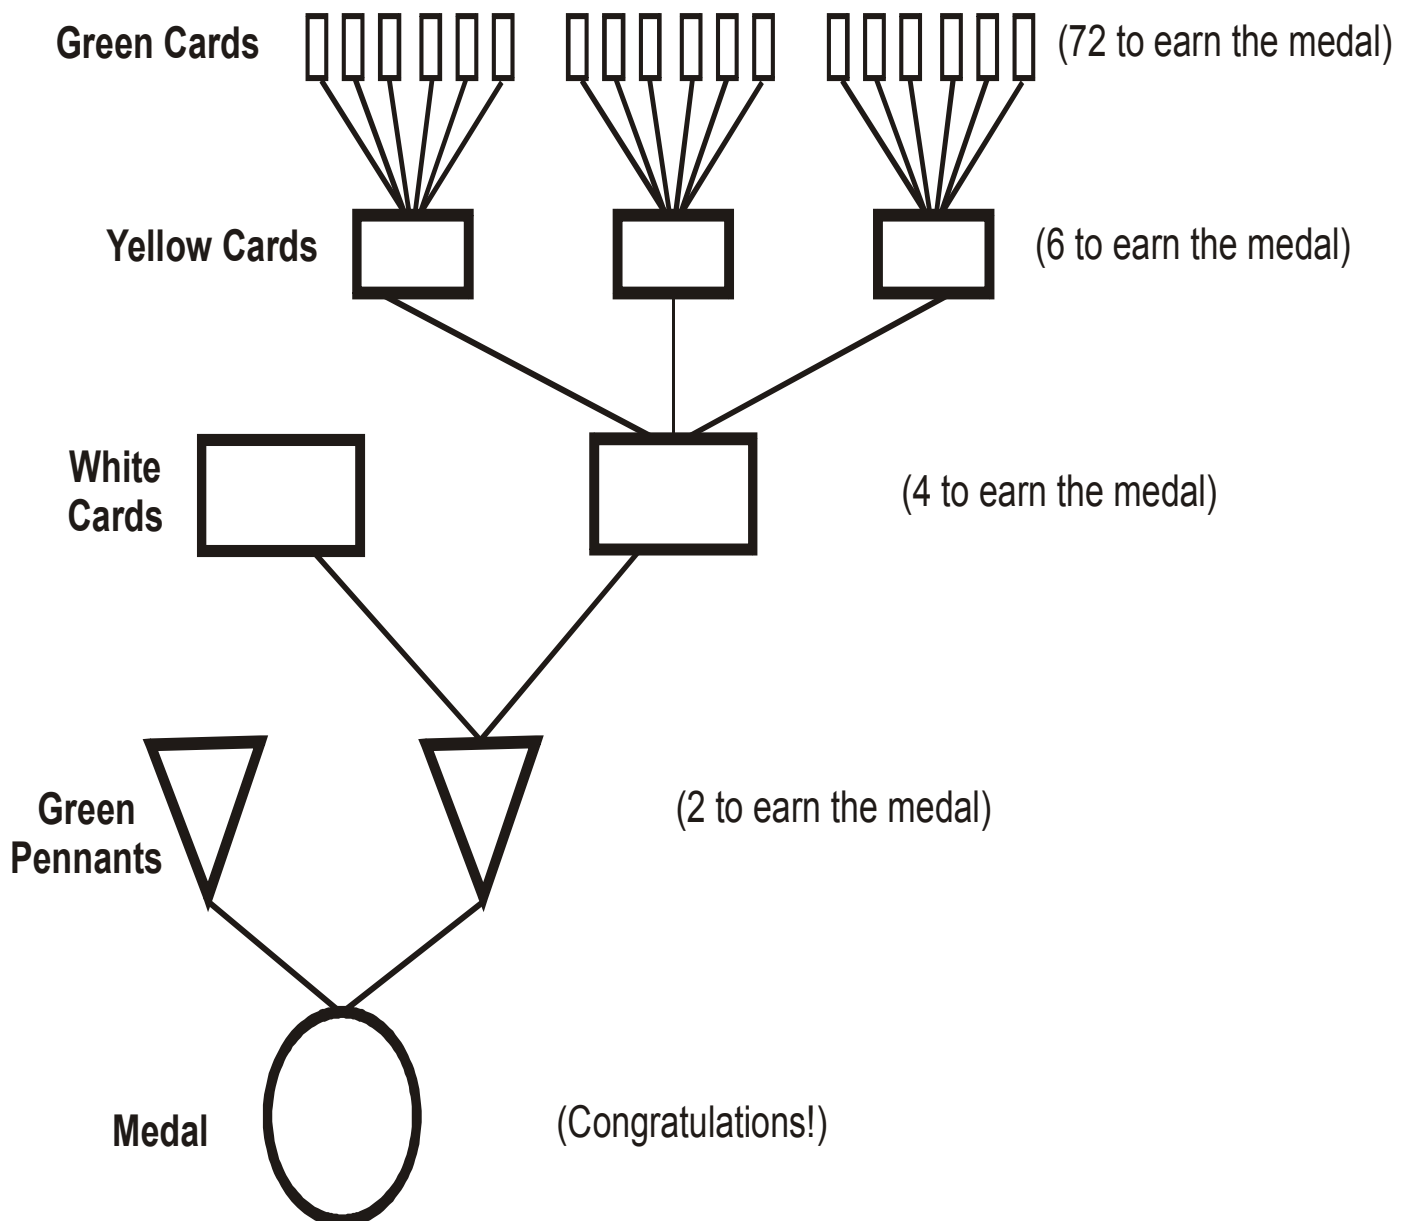 Green Cards (72 to earn the medal)
Yellow Cards (6 to earn the medal)
White
Cards
(4 to earn the medal)
Green
Pennants
(2 to earn the medal)
Medal (Congratulations!)